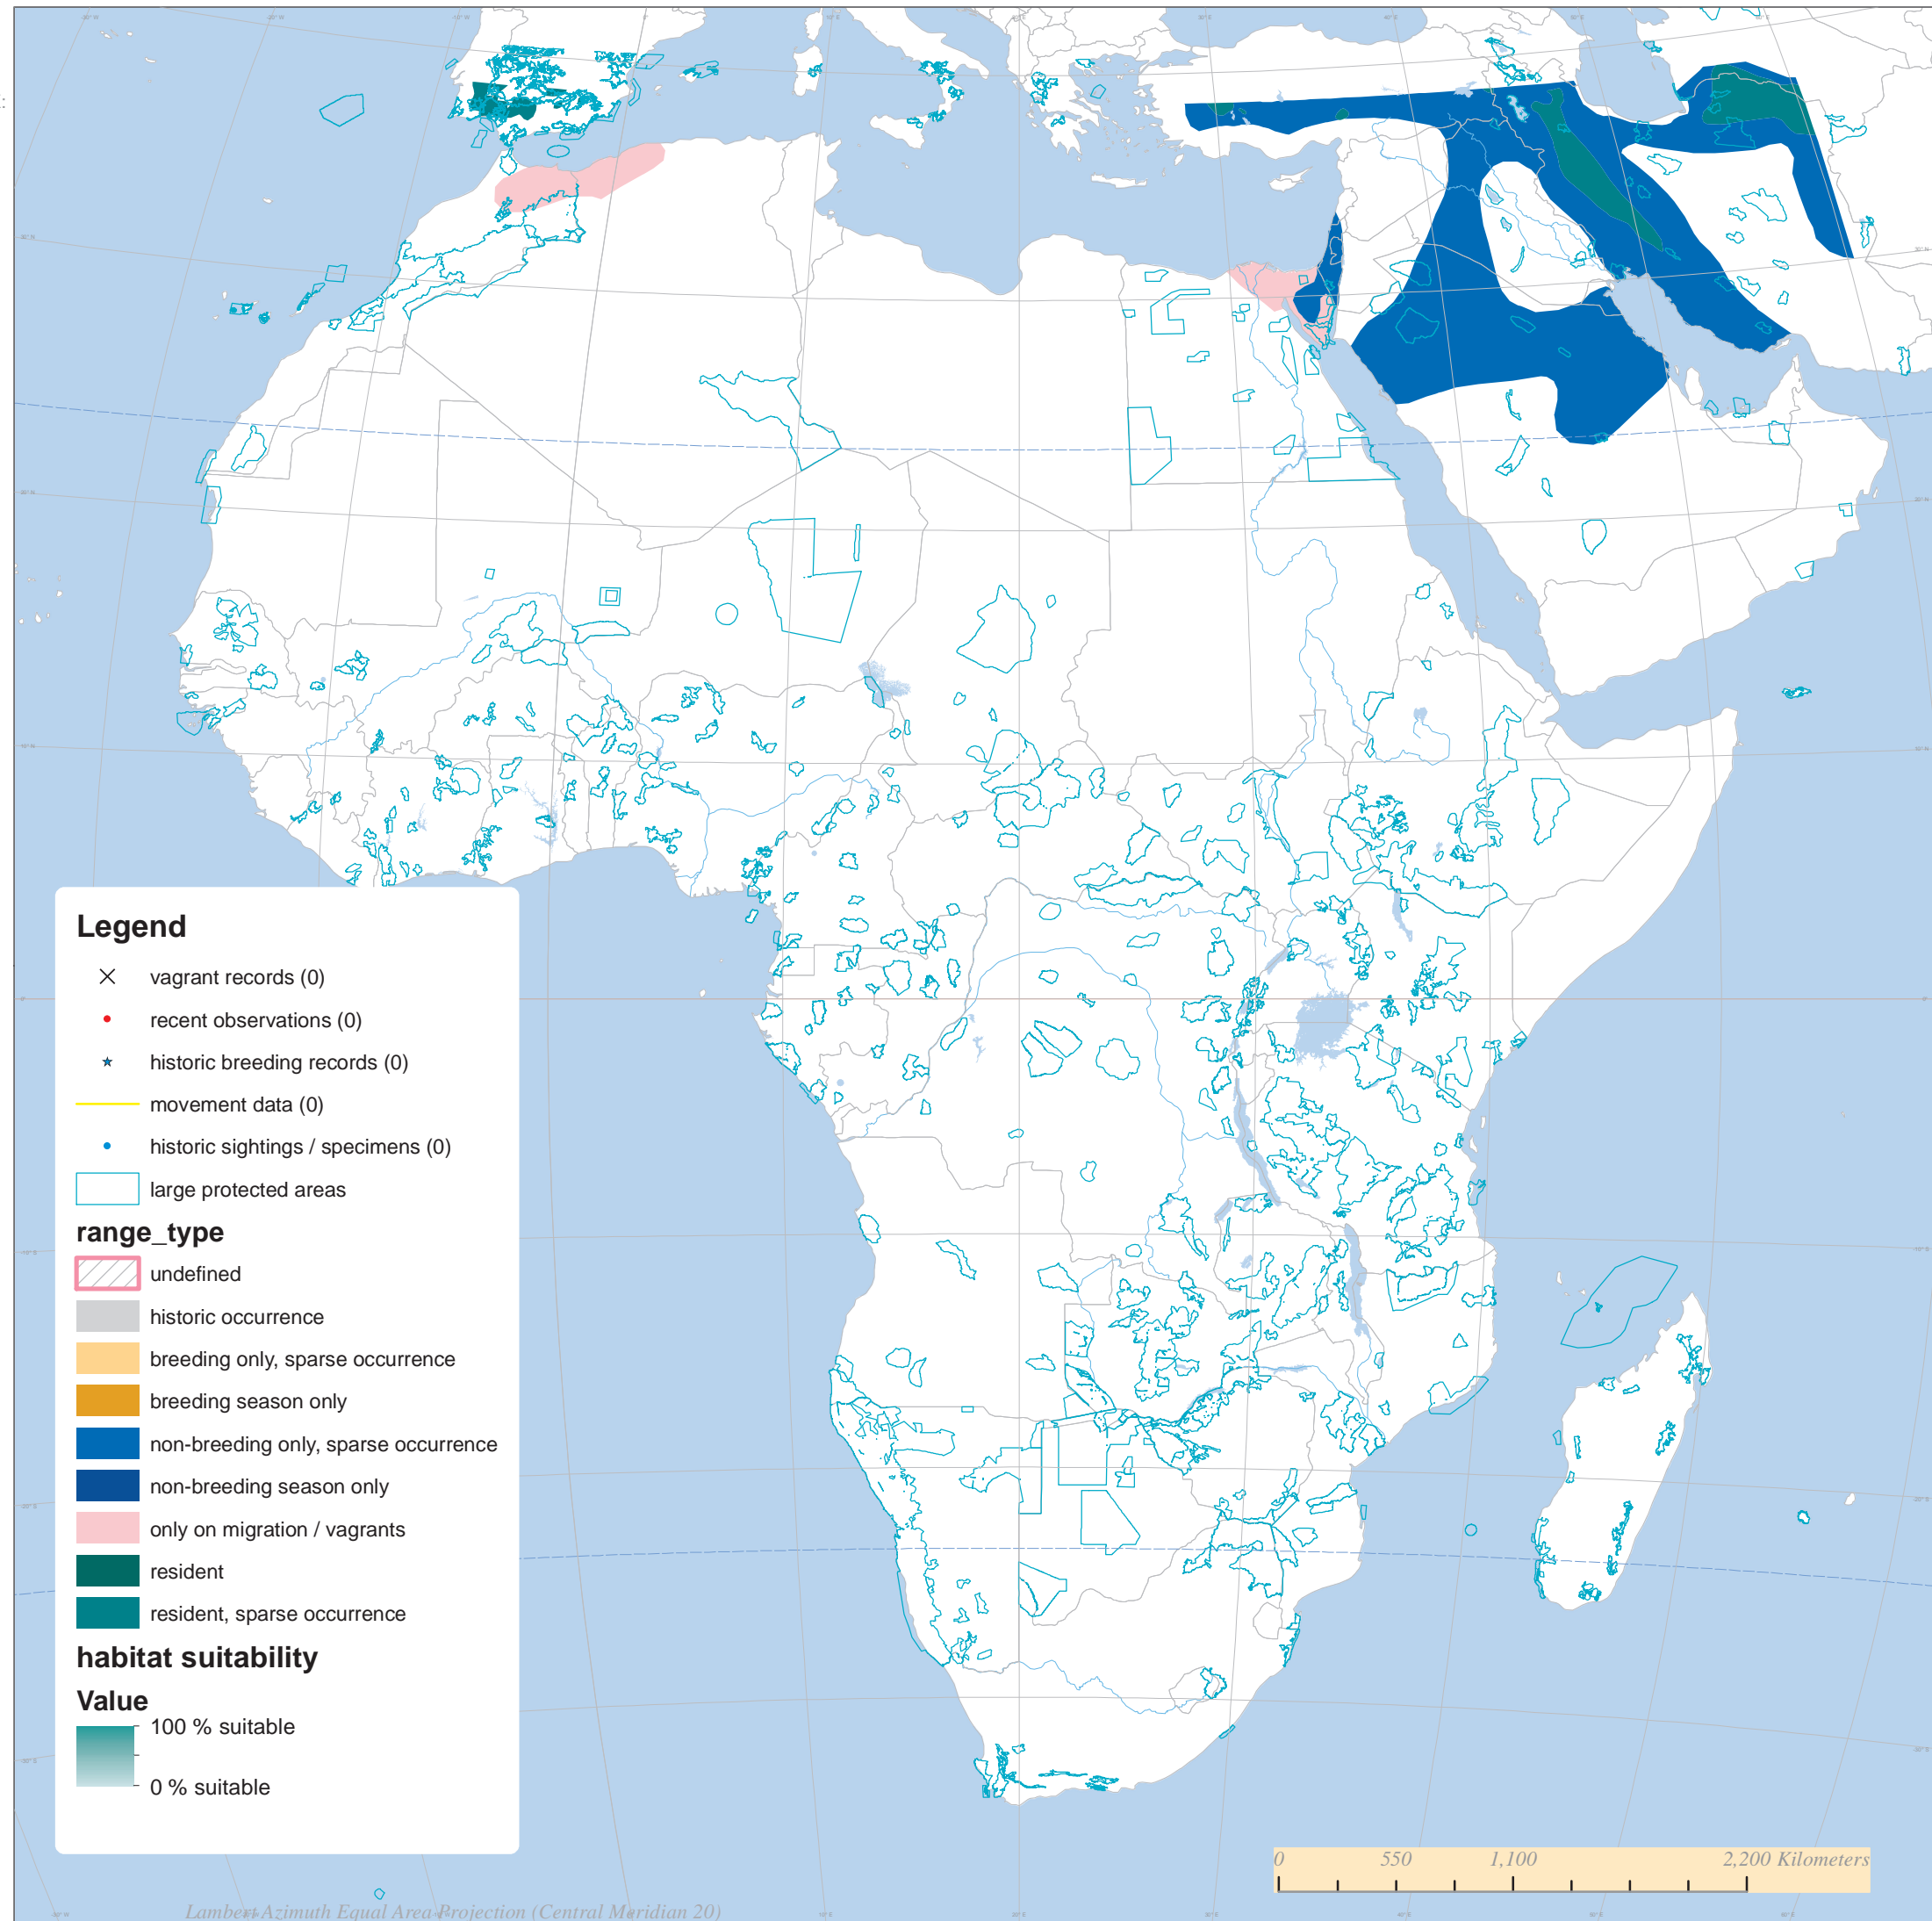 Legend
vagrant records (0)
recent observations (0)
historic breeding records (0)
movement data (0)
historic sightings / specimens (0)
large protected areas
range_type
undefined
historic occurrence
breeding only, sparse occurrence
breeding season only
non-breeding only, sparse occurrence
non-breeding season only
only on migration / vagrants
resident
resident, sparse occurrence
habitat suitability
Value
100 % suitable
0 % suitable
0 550 1,100 2,200 Kilometers
Lambert Azimuth Equal Area Projection (Central Meridian 20)